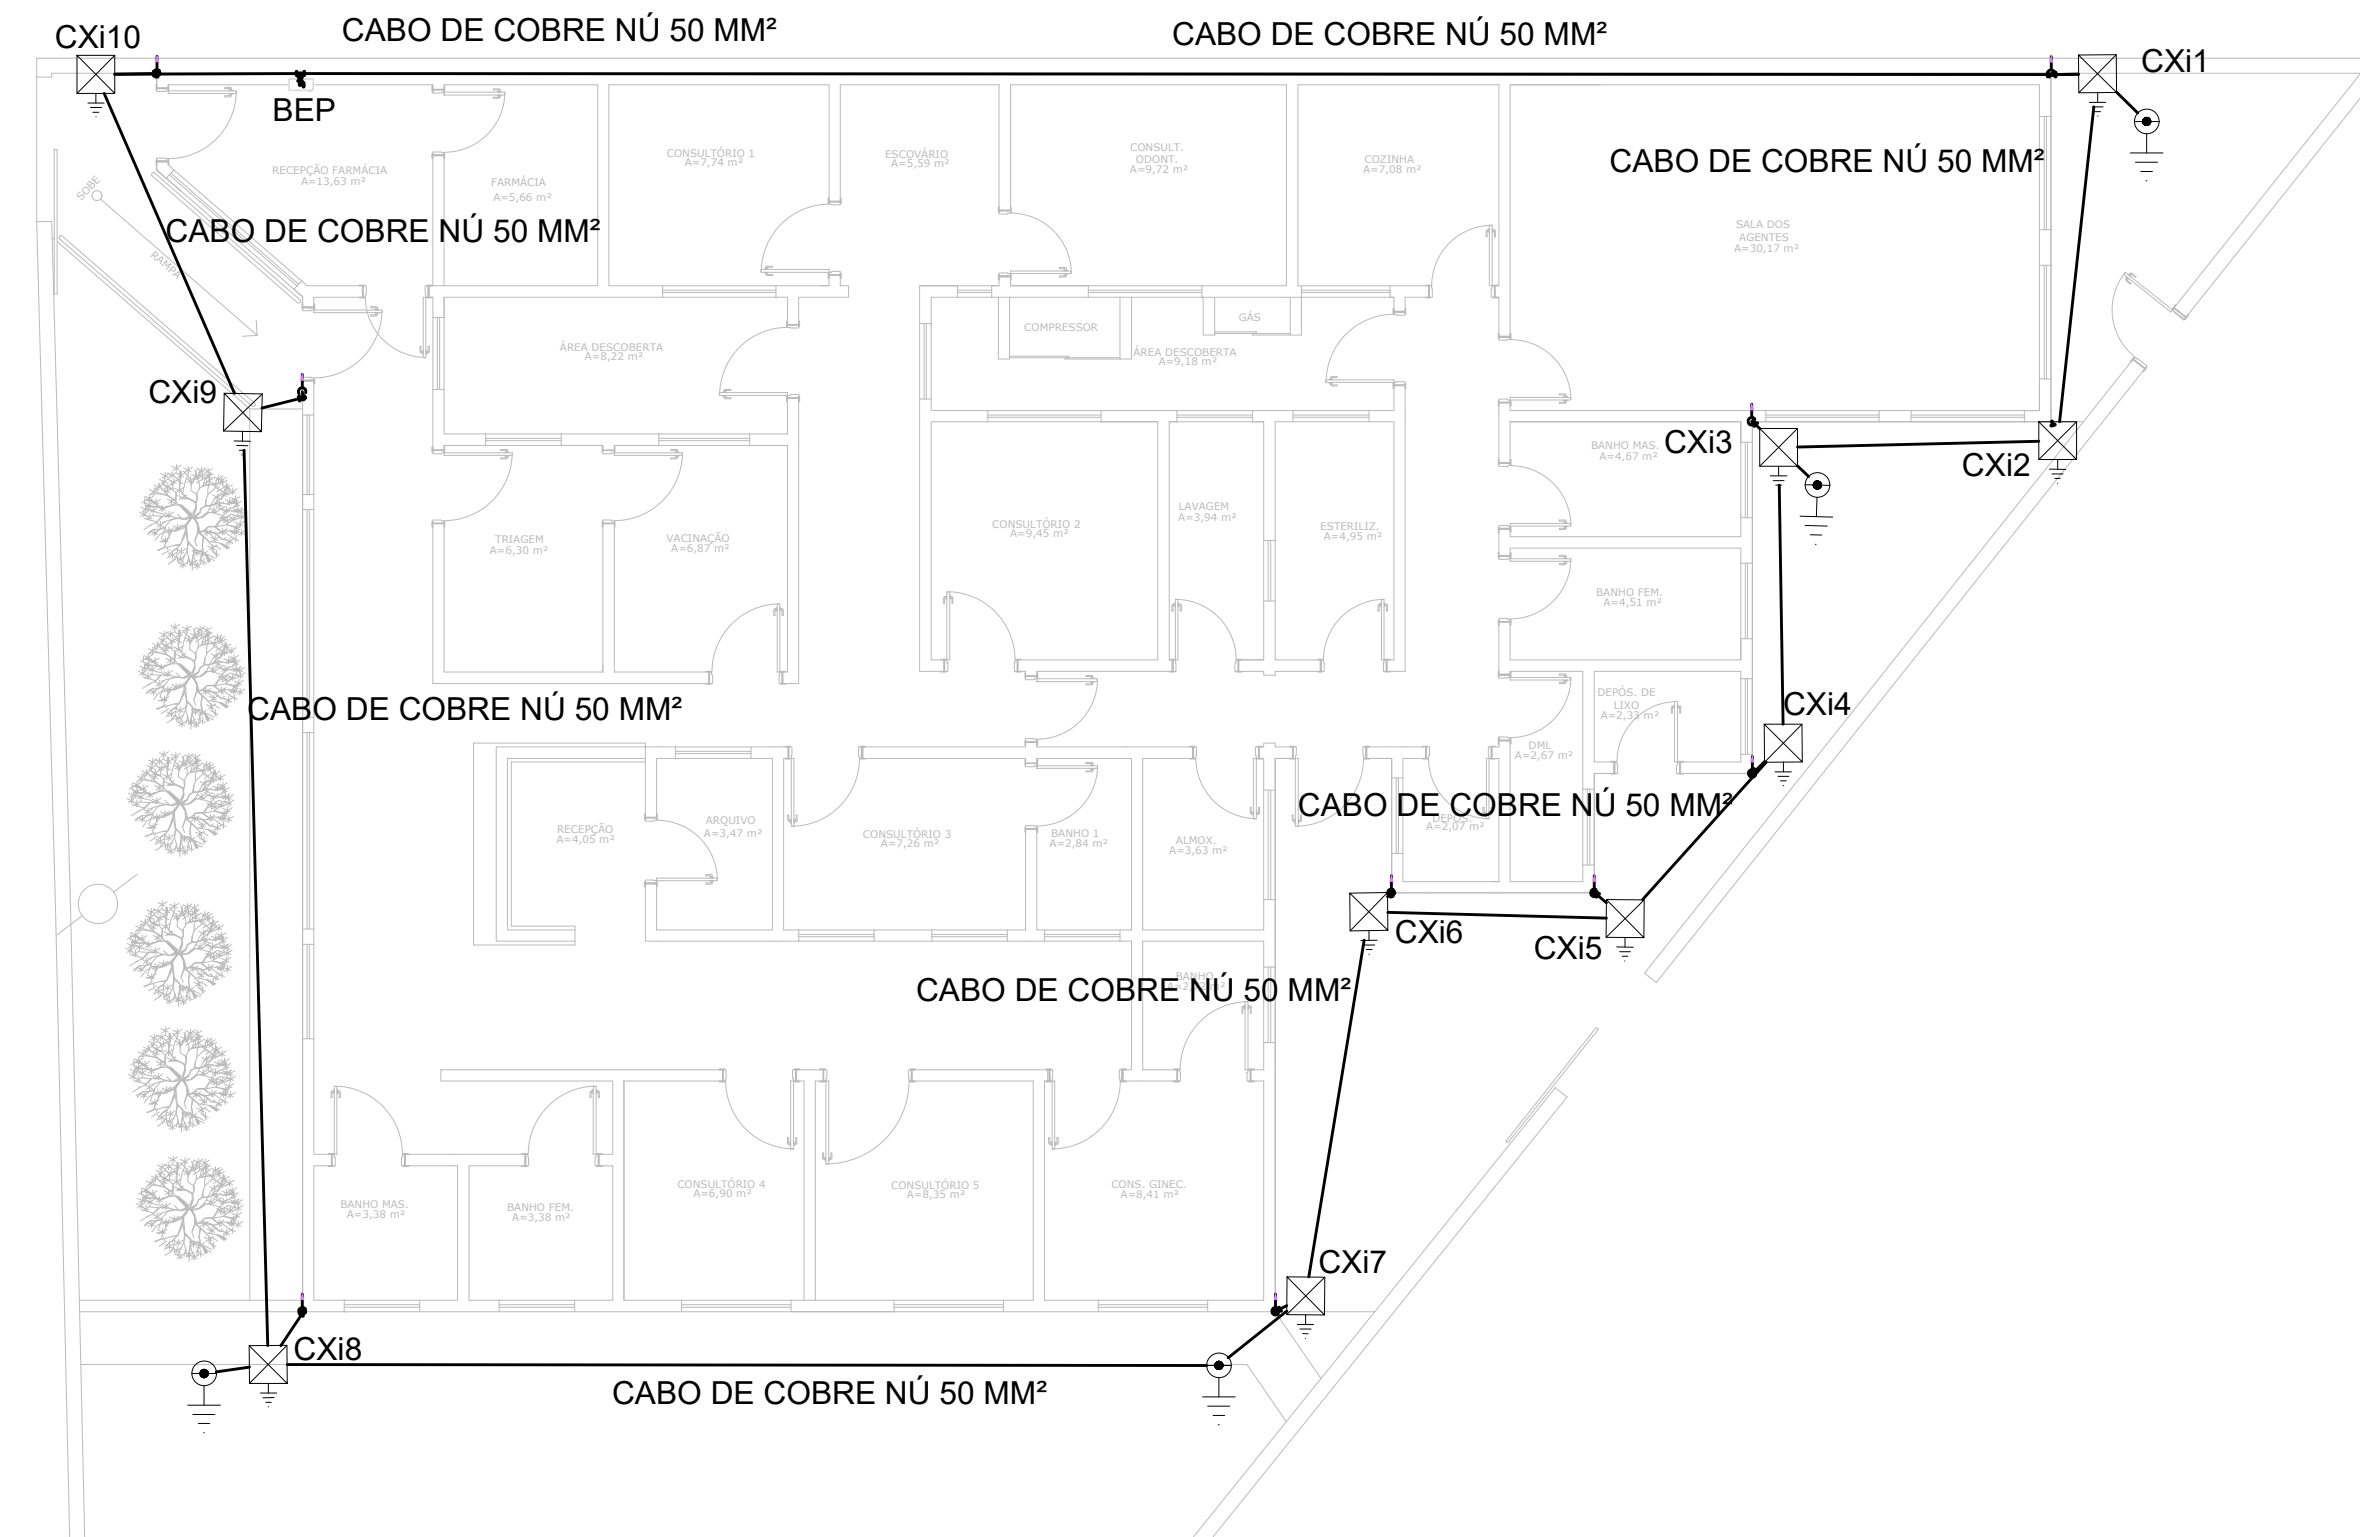 CXi10
CABO DE COBRE NÚ 50 MM²
CABO DE COBRE NÚ 50 MM²
CXi1
BEP
RECEPÇÃO FARMÁCIA
A=13,63 m²
FARMÁCIA
A=5,66 m²
CONSULTÓRIO 1
A=7,74 m²
ESCOVÁRIO
A=5,59 m²
CONSULT.
ODONT.
A=9,72 m²
COZINHA
A=7,08 m²
CABO DE COBRE NÚ 50 MM²
SOBE
RAMPA
CABO DE COBRE NÚ 50 MM²
SALA DOS
AGENTES
A=30,17 m²
COMPRESSOR
GÁS
ÁREA DESCOBERTA
A=8,22 m²
ÁREA DESCOBERTA
A=9,18 m²
CXi9
CXi3
CXi2
BANHO MAS.
A=4,67 m²
TRIAGEM
A=6,30 m²
VACINAÇÃO
A=6,87 m²
CONSULTÓRIO 2
A=9,45 m²
LAVAGEM
A=3,94 m²
ESTERILIZ.
A=4,95 m²
BANHO FEM.
A=4,51 m²
CABO DE COBRE NÚ 50 MM²
DEPÓS. DE
LIXO
A=2,33 m²
CXi4
DML
A=2,67 m²
CABO DE COBRE NÚ 50 MM²
RECEPÇÃO
A=4,05 m²
ARQUIVO
A=3,47 m²
CONSULTÓRIO 3
A=7,26 m²
BANHO 1
A=2,84 m²
ALMOX.
A=3,63 m²
DEPÓS.
A=2,07 m²
CXi6
CXi5
BANHO
CABO DE COBRE NÚ 50 MM²
BANHO MAS.
A=3,38 m²
BANHO FEM.
A=3,38 m²
CONSULTÓRIO 4
A=6,90 m²
CONSULTÓRIO 5
A=8,35 m²
CONS. GINEC.
A=8,41 m²
CXi7
CXi8
CABO DE COBRE NÚ 50 MM²